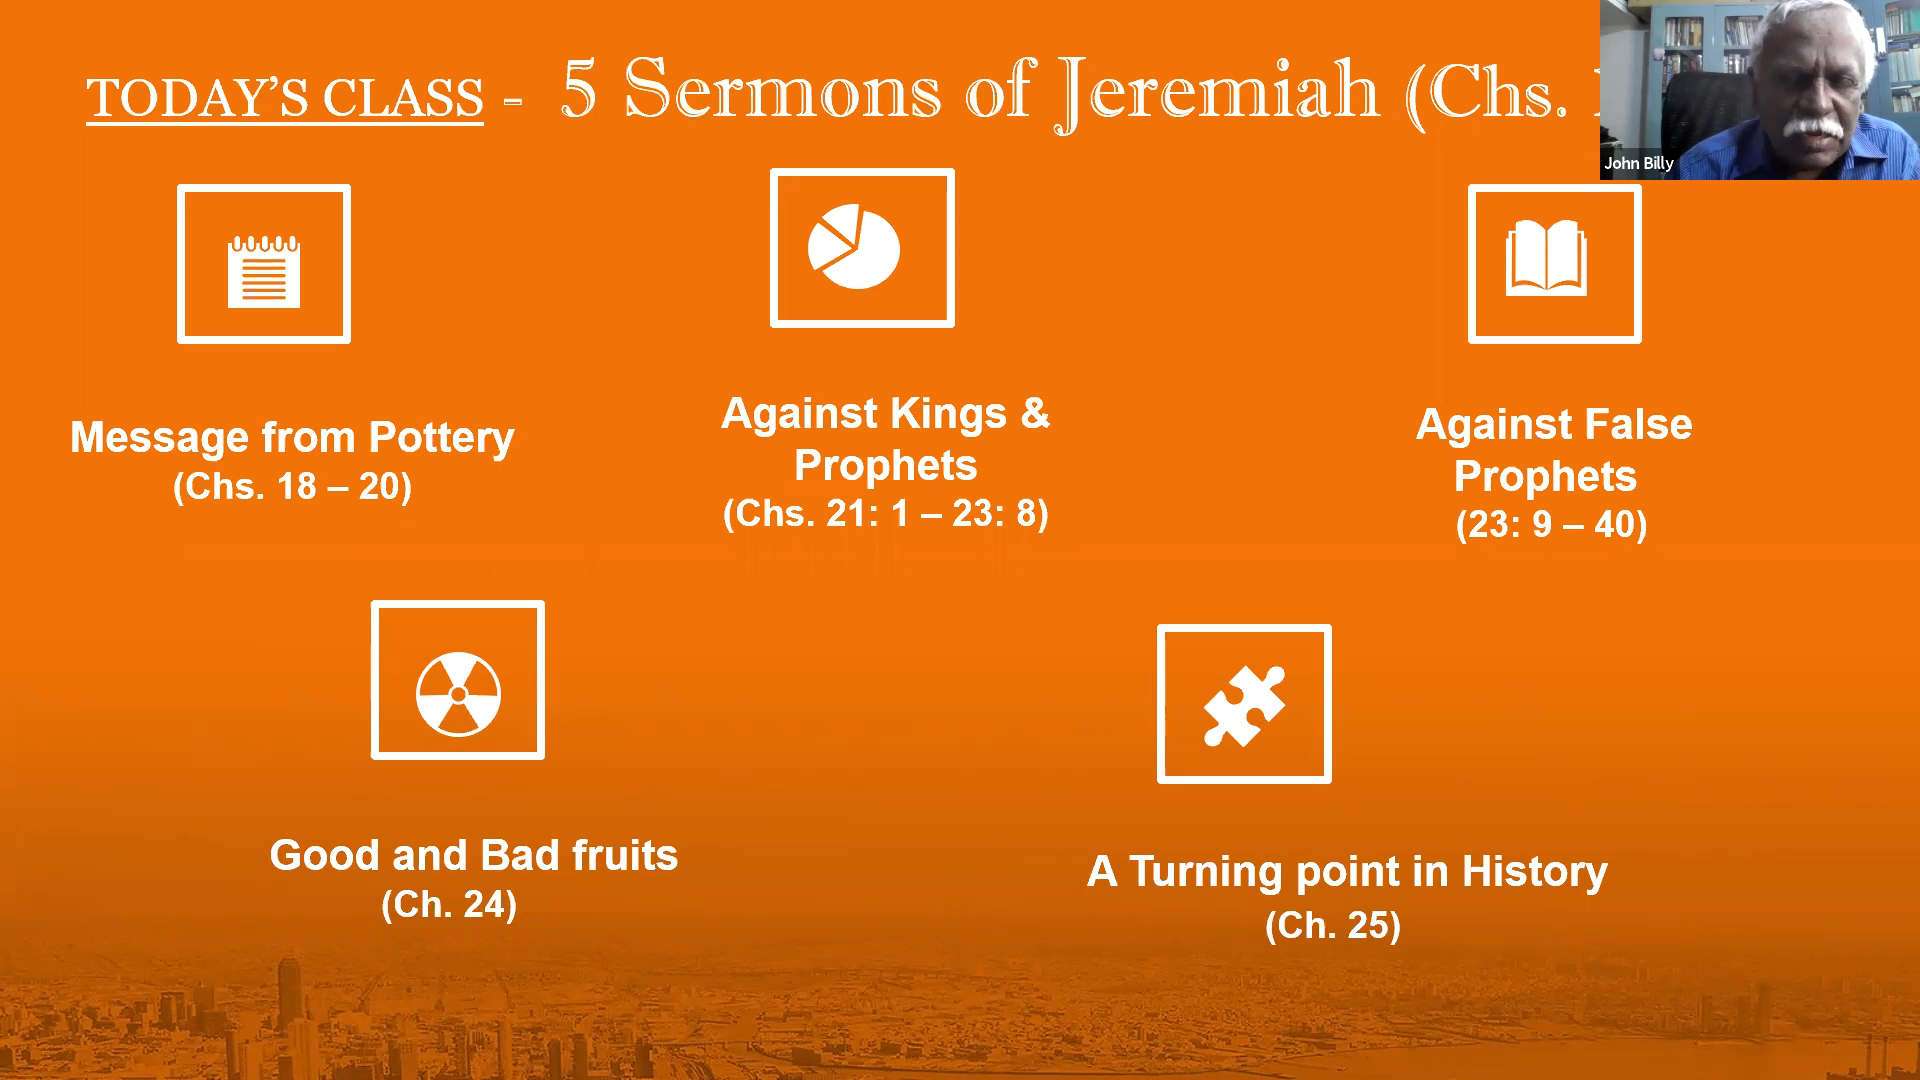 TODAY'S CLASS - 5 Sermons of Jeremiah (Chs.
John Billy
Message from Pottery
(Chs. 18 – 20)
Against Kings &
Prophets
(Chs. 21: 1 – 23: 8)
Against False
Prophets
(23: 9 – 40)
Good and Bad fruits
(Ch. 24)
A Turning point in History
(Ch. 25)